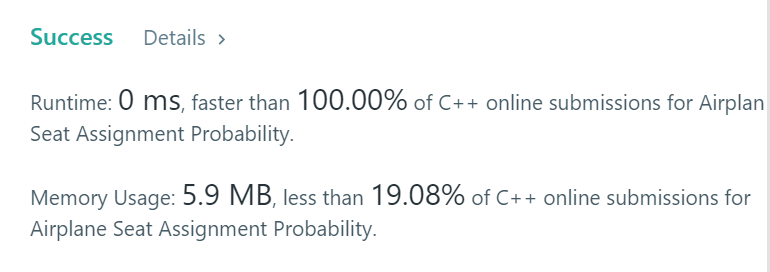 Success Details >
Runtime: 0 ms, faster than 100.00% of C++ online submissions for Airplan
Seat Assignment Probability.
Memory Usage: 5.9 MB, less than 19.08% of C++ online submissions for
Airplane Seat Assignment Probability.